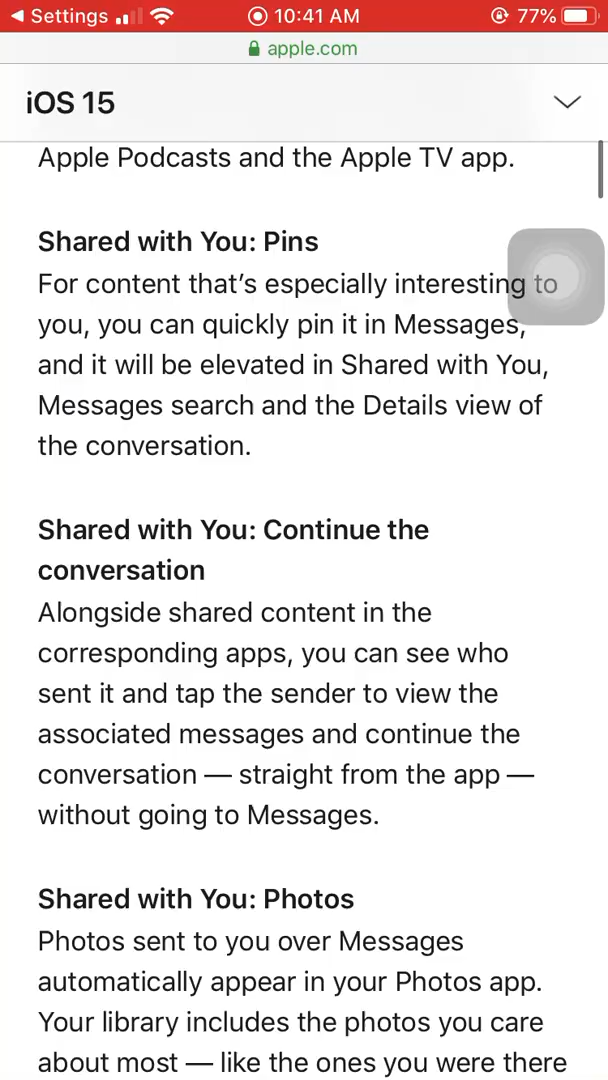 Settings
10:41 AM
77%
apple.com
iOS 15
Apple Podcasts and the Apple TV app.
Shared with You: Pins
For content that’s especially interesting to
you, you can quickly pin it in Messages,
and it will be elevated in Shared with You,
Messages search and the Details view of
the conversation.
Shared with You: Continue the
conversation
Alongside shared content in the
corresponding apps, you can see who
sent it and tap the sender to view the
associated messages and continue the
conversation — straight from the app —
without going to Messages.
Shared with You: Photos
Photos sent to you over Messages
automatically appear in your Photos app.
Your library includes the photos you care
about most — like the ones you were there